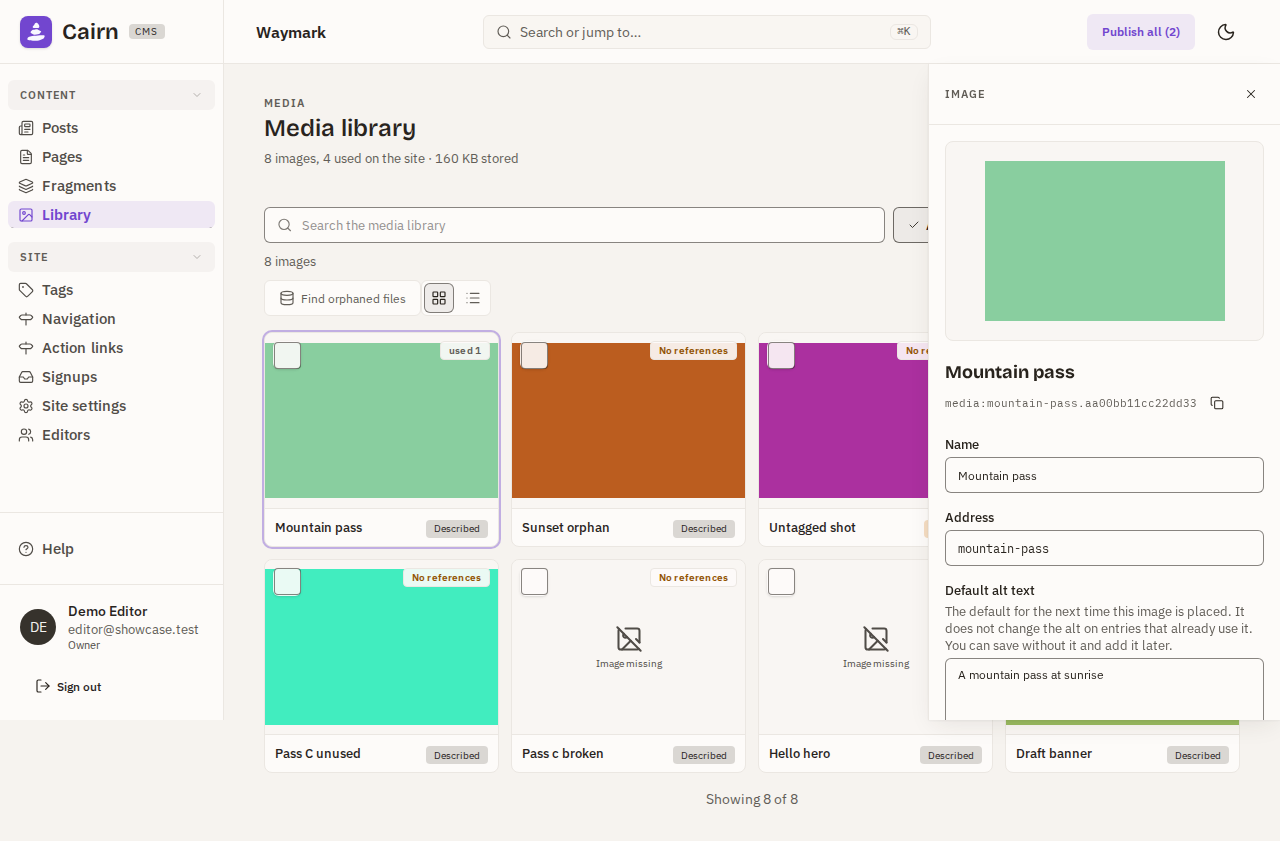 Cairn CMS
Waymark
Search or jump to...
⌘K
Publish all (2)
CONTENT
Posts
Pages
Fragments
Library
SITE
Tags
Navigation
Action links
Signups
Site settings
Editors
Help
DE
Demo Editor
editor@showcase.test
Owner
Sign out
MEDIA
Media library
8 images, 4 used on the site · 160 KB stored
Search the media library
8 images
Find orphaned files
used 1
Mountain pass
Described
No references
Sunset orphan
Described
Untagged shot
No references
Pass C unused
Described
No references
Image missing
Pass c broken
Described
Image missing
Hello hero
Described
Draft banner
Described
Showing 8 of 8
IMAGE
Mountain pass
media:mountain-pass.aa00bb11cc22dd33
Name
Mountain pass
Address
mountain-pass
Default alt text
The default for the next time this image is placed. It
does not change the alt on entries that already use it.
You can save without it and add it later.
A mountain pass at sunrise